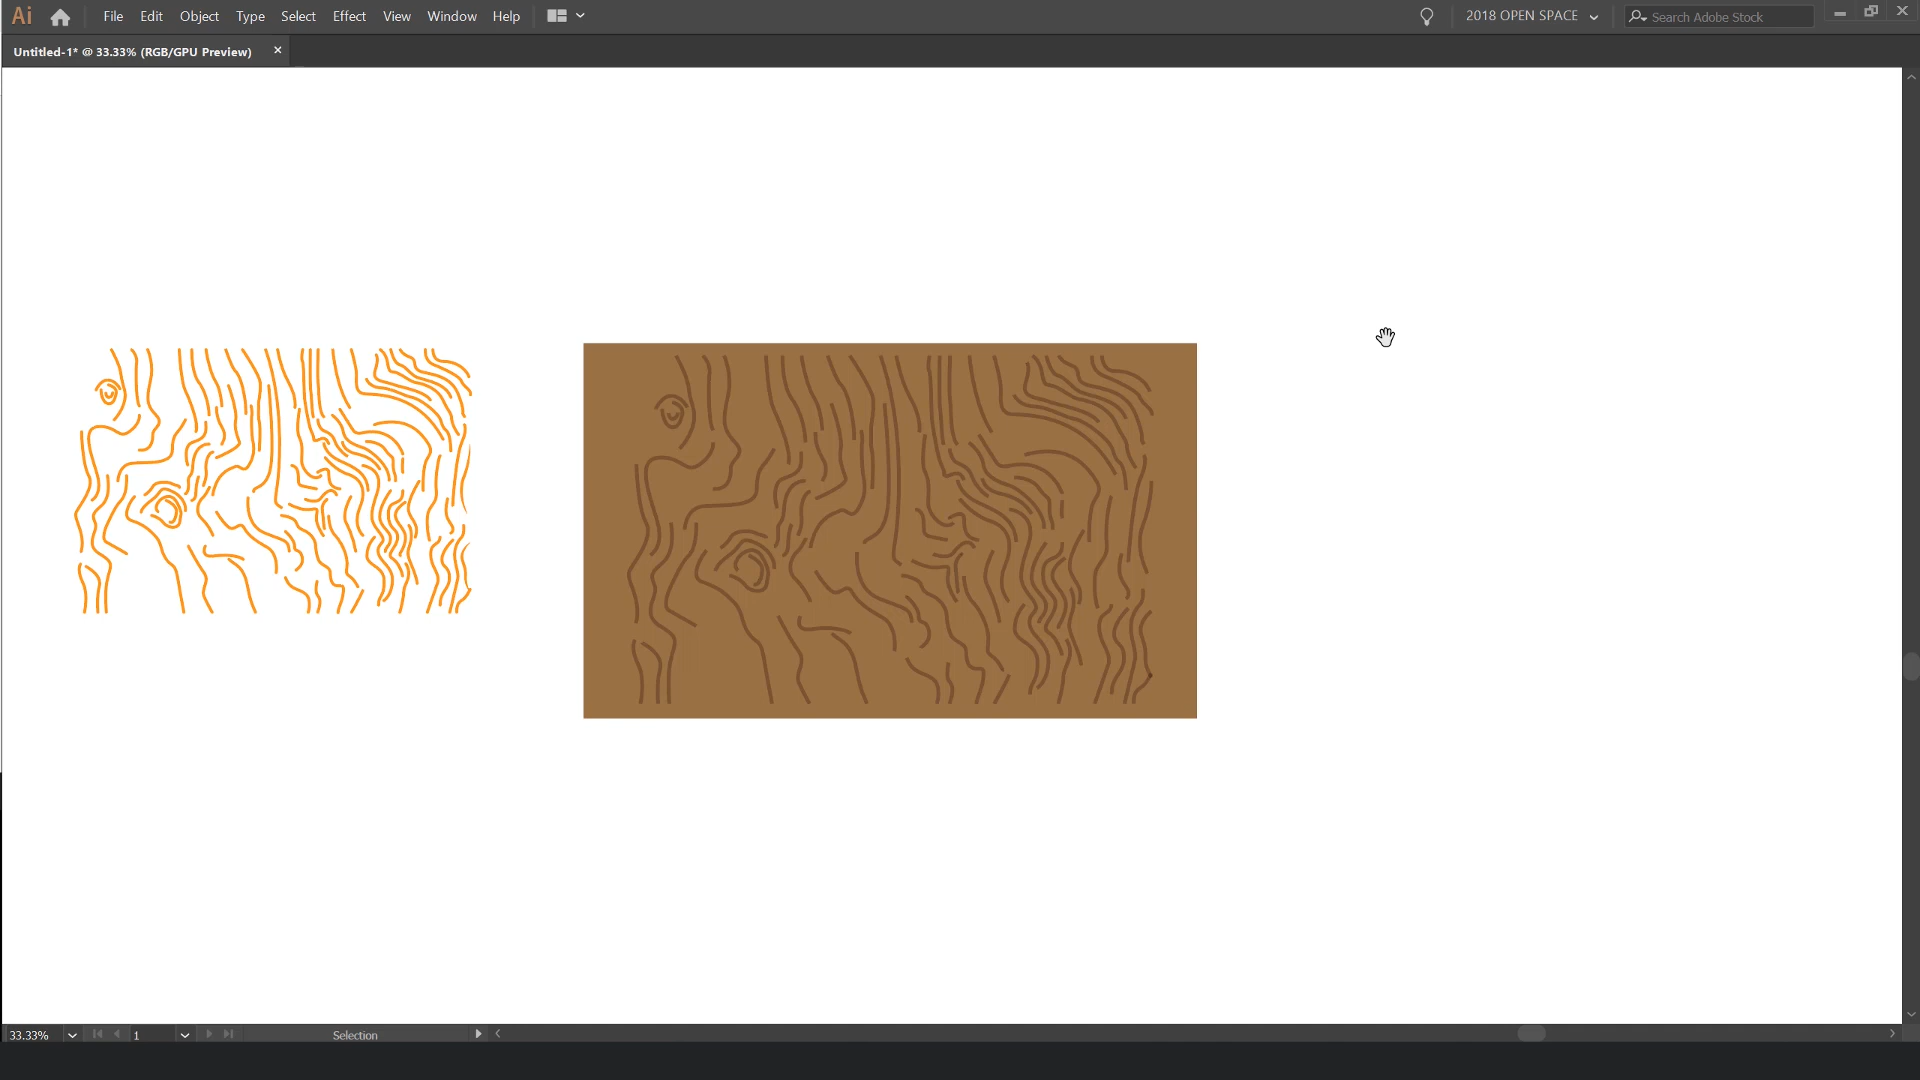 Ai File Edit Object Type Select Effect View Window Help 2018 OPEN SPACE Search Adobe Stock
Untitled-1* @ 33.33% (RGB/GPU Preview) ×
33.33% 1 Selection